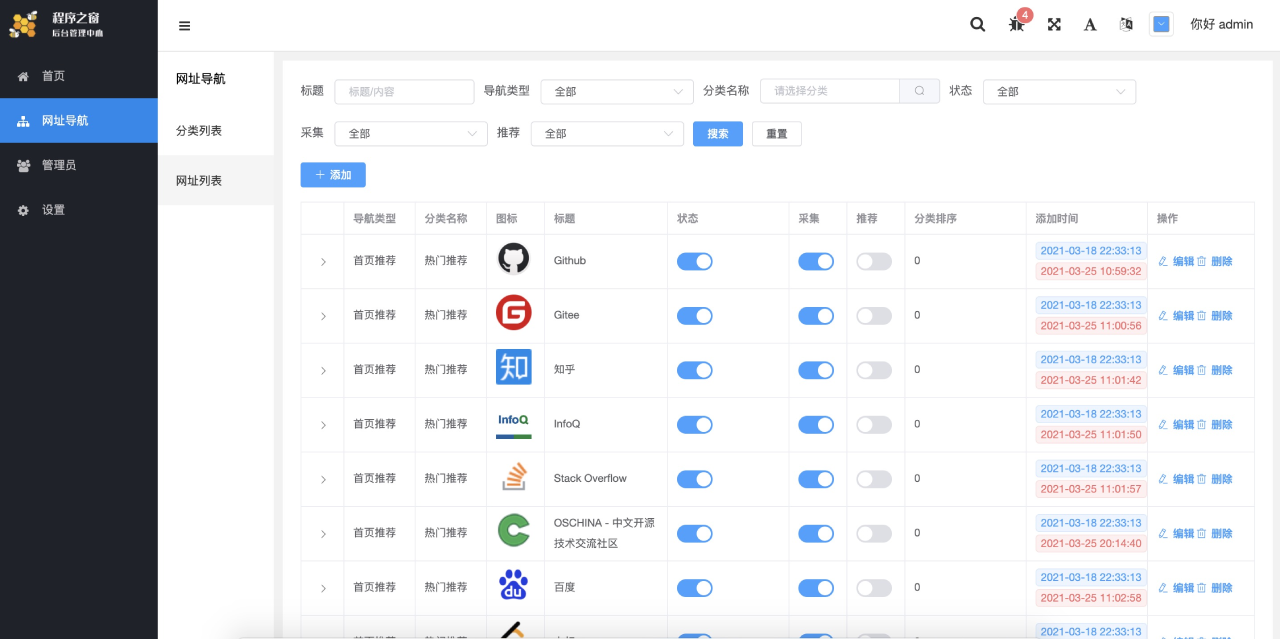 程序之窗
后台管理中心
4
你好 admin
首页
网址导航
管理员
设置
网址导航
分类列表
网址列表
标题 标题/内容 导航类型 全部 分类名称 请选择分类 状态 全部
采集 全部 推荐 全部 搜索 重置
添加
导航类型 分类名称 图标 标题 状态 采集 推荐 分类排序 添加时间 操作
首页推荐 热门推荐 Github 0 2021-03-18 22:33:13 编辑 删除
2021-03-25 10:59:32
首页推荐 热门推荐 G Gitee 0 2021-03-18 22:33:13 编辑 删除
2021-03-25 11:00:56
首页推荐 热门推荐 知 知乎 0 2021-03-18 22:33:13 编辑 删除
2021-03-25 11:01:42
首页推荐 热门推荐 InfoQ InfoQ 0 2021-03-18 22:33:13 编辑 删除
2021-03-25 11:01:50
首页推荐 热门推荐 Stack Overflow 0 2021-03-18 22:33:13 编辑 删除
2021-03-25 11:01:57
首页推荐 热门推荐 OSCHINA - 中文开源 0 2021-03-18 22:33:13 编辑 删除
技术交流社区 2021-03-25 20:14:40
首页推荐 热门推荐 du 百度 0 2021-03-18 22:33:13 编辑 删除
2021-03-25 11:02:58
2021-03-18 22:33:13